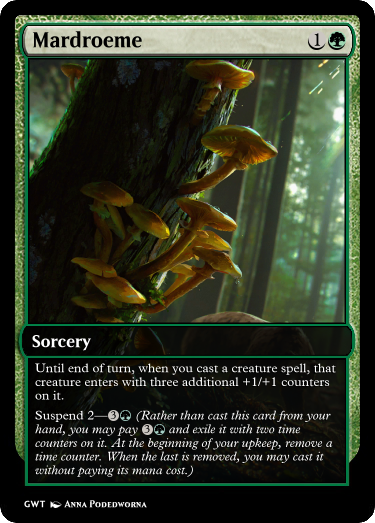 Mardroeme 1
Sorcery
Until end of turn, when you cast a creature spell, that
creature enters with three additional +1/+1 counters
on it.
Suspend 2—3 (Rather than cast this card from your
hand, you may pay 3 and exile it with two time
counters on it. At the beginning of your upkeep, remove a
time counter. When the last is removed, you may cast it
without paying its mana cost.)
GWT Anna Podedworna